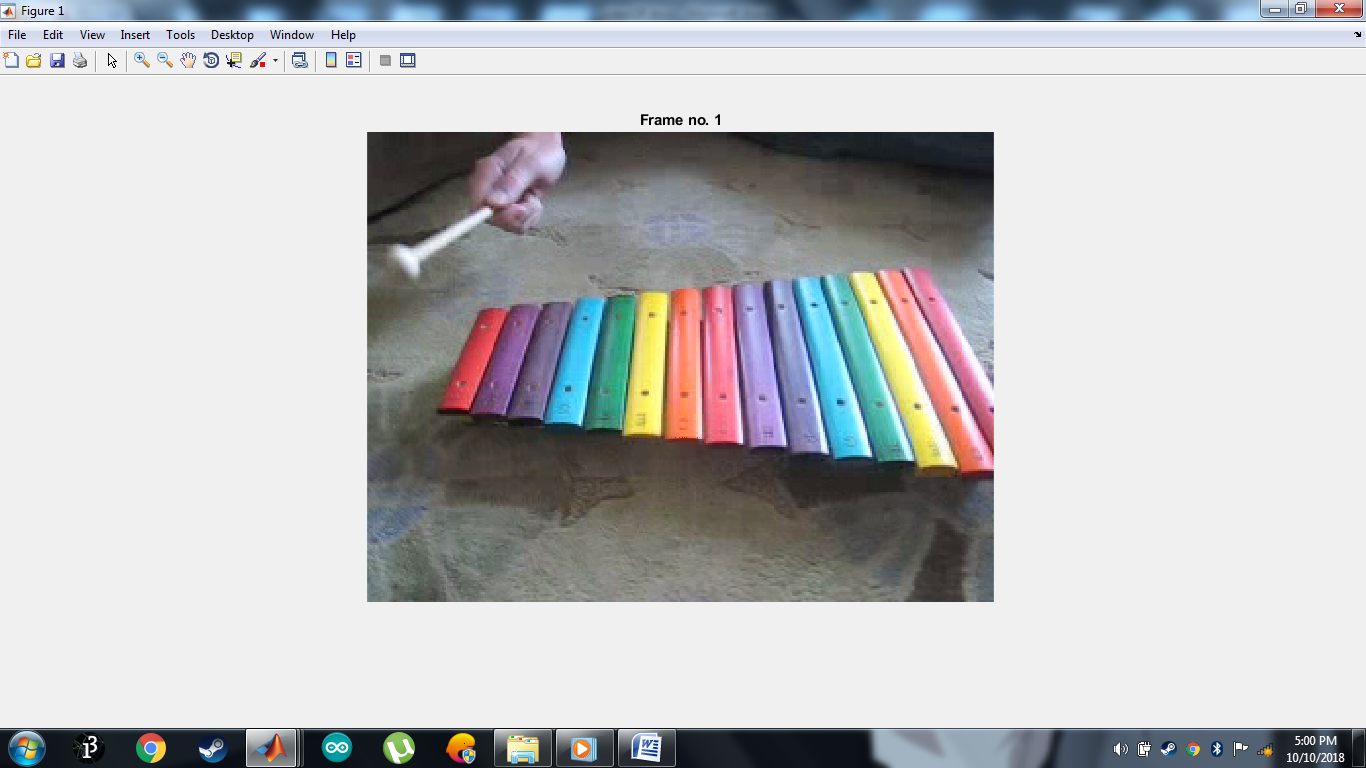 Figure 1
File Edit View Insert Tools Desktop Window Help
Frame no. 1
E
G
5:00 PM
10/10/2018